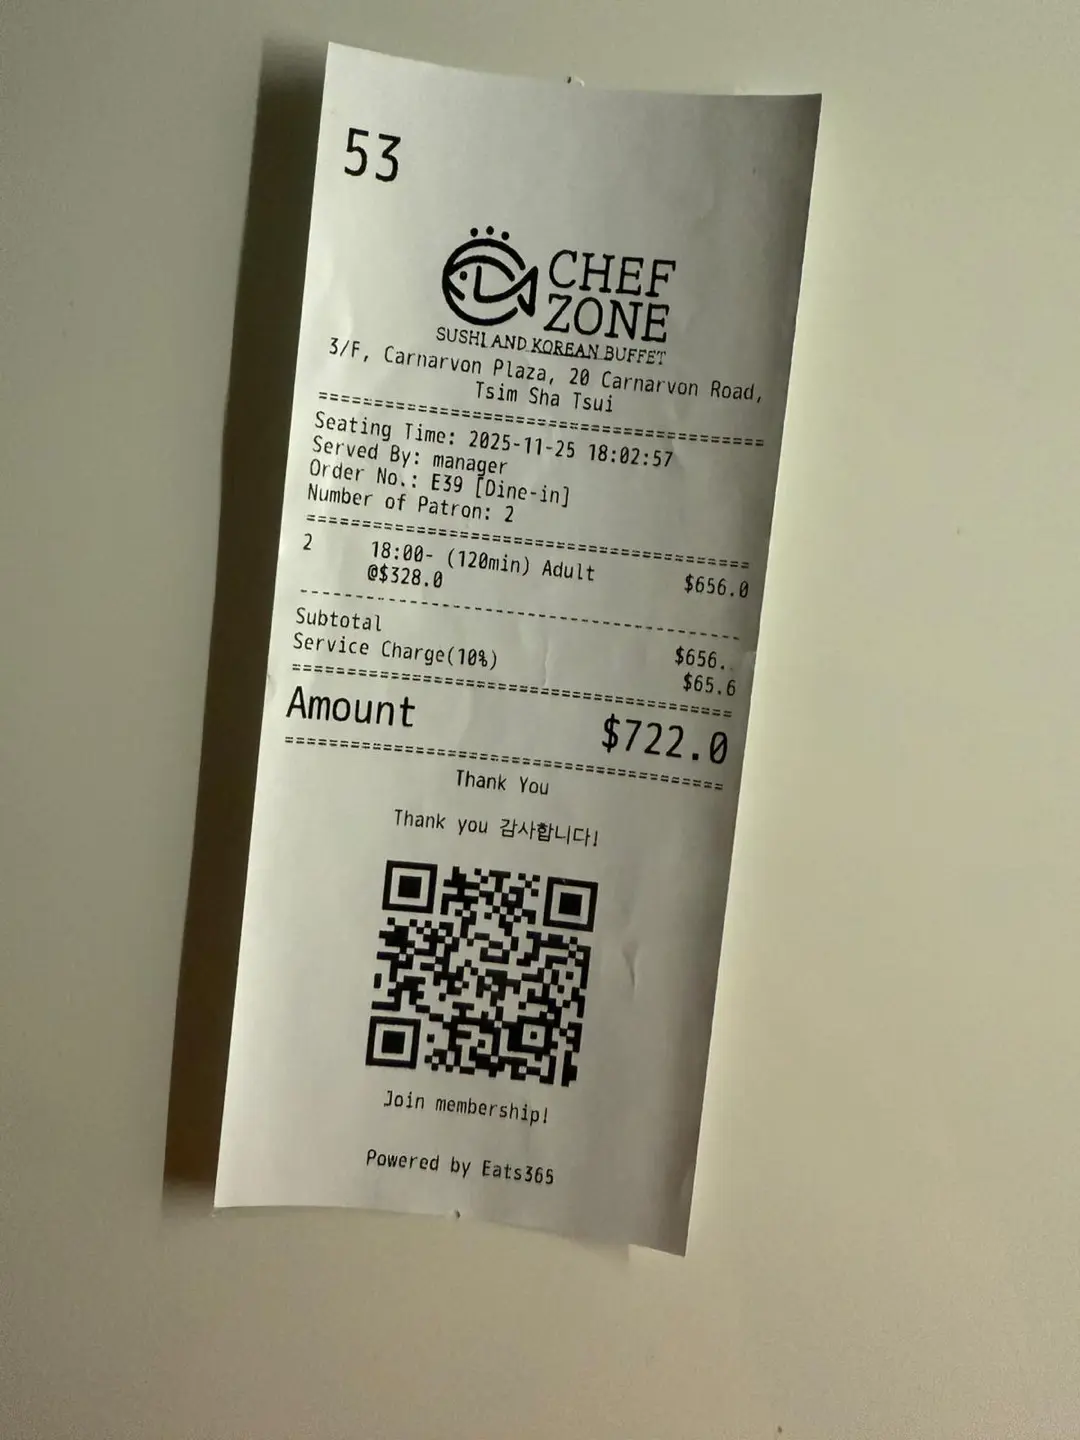 53
CHEF
ZONE
SUSHI AND KOREAN BUFFET
3/F, Carnarvon Plaza, 20 Carnarvon Road,
Tsim Sha Tsui
============================================
Seating Time: 2025-11-25 18:02:57
Served By: manager
Order No.: E39 [Dine-in]
Number of Patron: 2
============================================
2 18:00- (120min) Adult $656.0
@$328.0
--------------------------------------------
Subtotal $656.
Service Charge(10%) $65.6
============================================
Amount $722.0
============================================
Thank You
Thank you 감사합니다!
Join membership!
Powered by Eats365